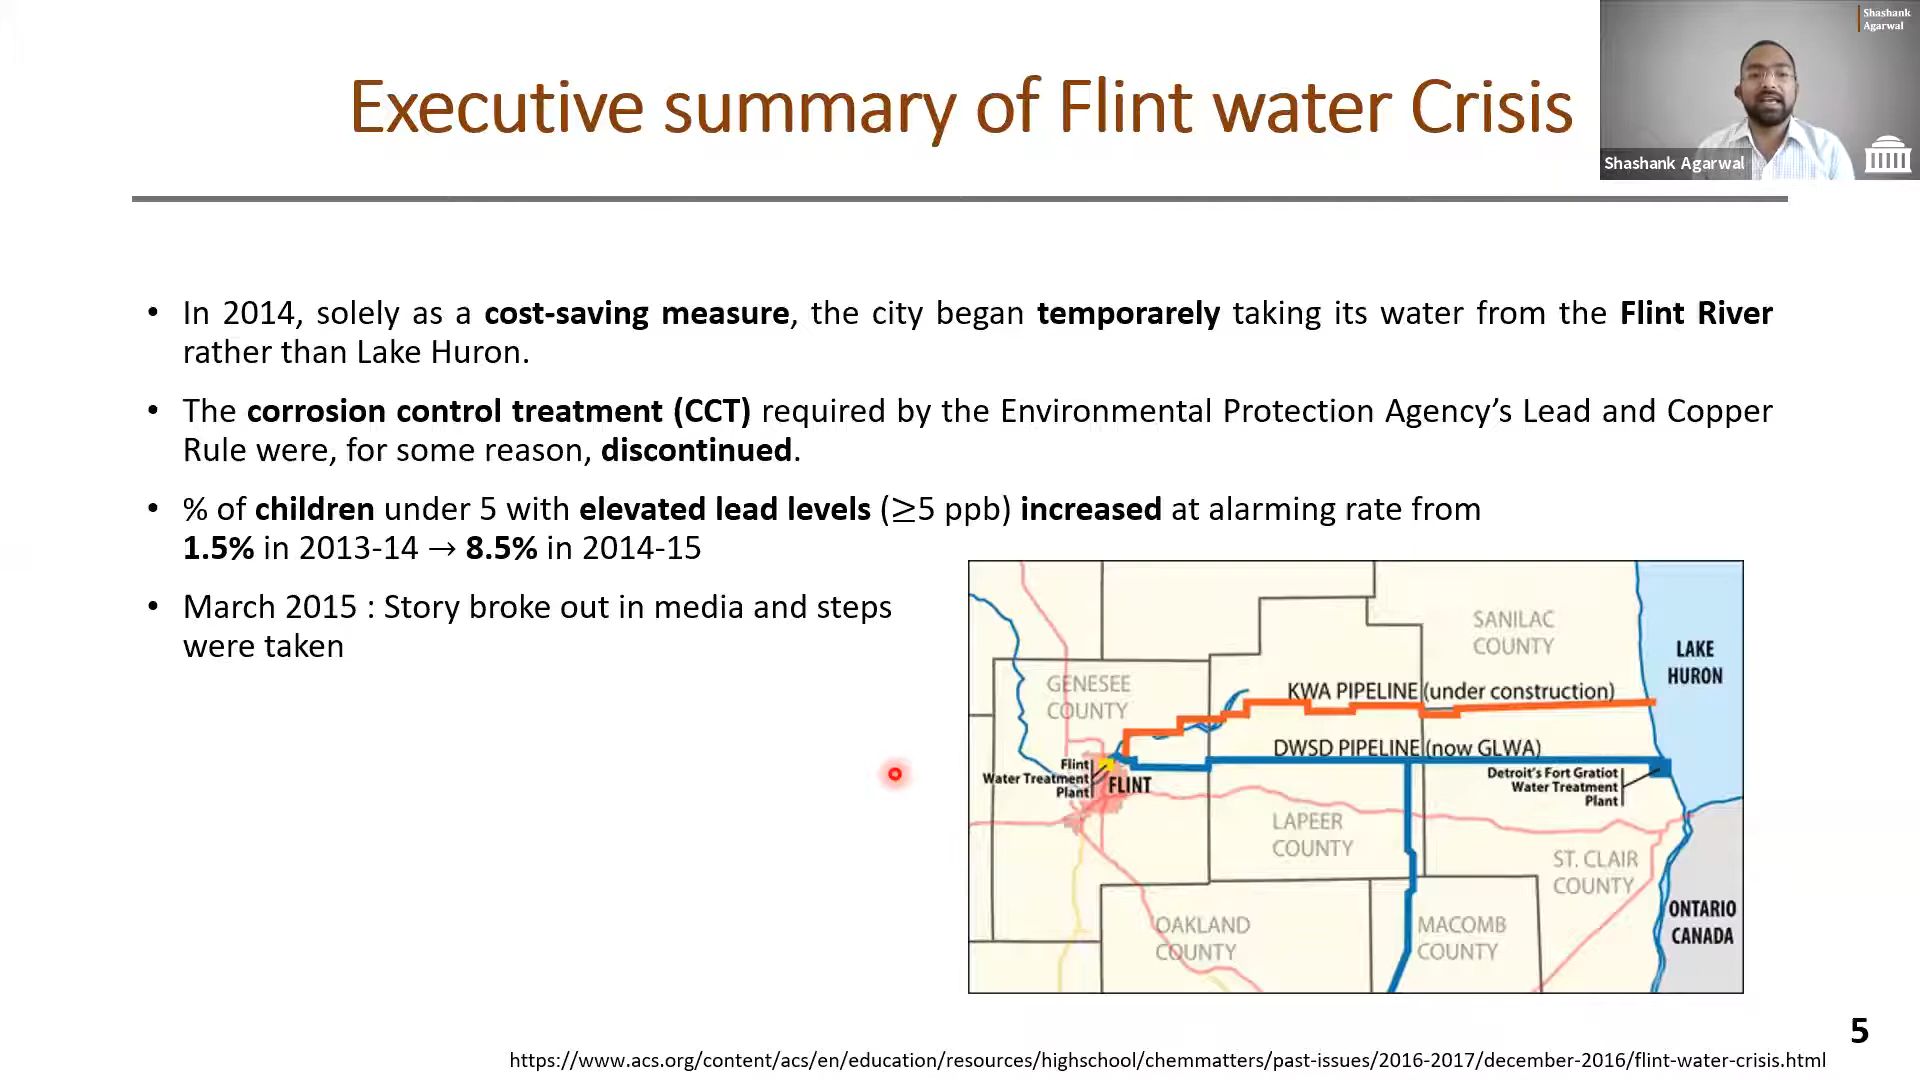 Shashank
Agarwal
Shashank Agarwal
Executive summary of Flint water Crisis
• In 2014, solely as a cost-saving measure, the city began temporarely taking its water from the Flint River
rather than Lake Huron.
• The corrosion control treatment (CCT) required by the Environmental Protection Agency’s Lead and Copper
Rule were, for some reason, discontinued.
• % of children under 5 with elevated lead levels (≥5 ppb) increased at alarming rate from
1.5% in 2013-14 → 8.5% in 2014-15
• March 2015 : Story broke out in media and steps
were taken
SANILAC
COUNTY
LAKE
HURON
GENESEE
COUNTY
KWA PIPELINE (under construction)
DWSD PIPELINE (now GLWA)
Flint
Water Treatment
Plant
FLINT
Detroit's Fort Gratiot
Water Treatment
Plant
LAPEER
COUNTY
ST. CLAIR
COUNTY
OAKLAND
COUNTY
MACOMB
COUNTY
ONTARIO
CANADA
5
https://www.acs.org/content/acs/en/education/resources/highschool/chemmatters/past-issues/2016-2017/december-2016/flint-water-crisis.html